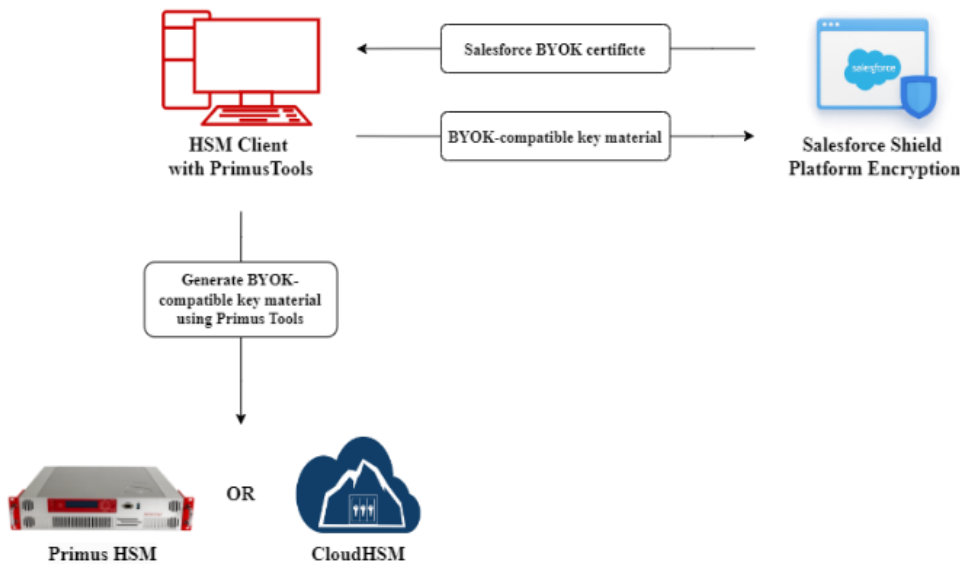 Salesforce BYOK certificte
salesforce
BYOK-compatible key material
HSM Client
with PrimusTools
Salesforce Shield
Platform Encryption
Generate BYOK-
compatible key material
using Primus Tools
OR
Primus HSM
CloudHSM